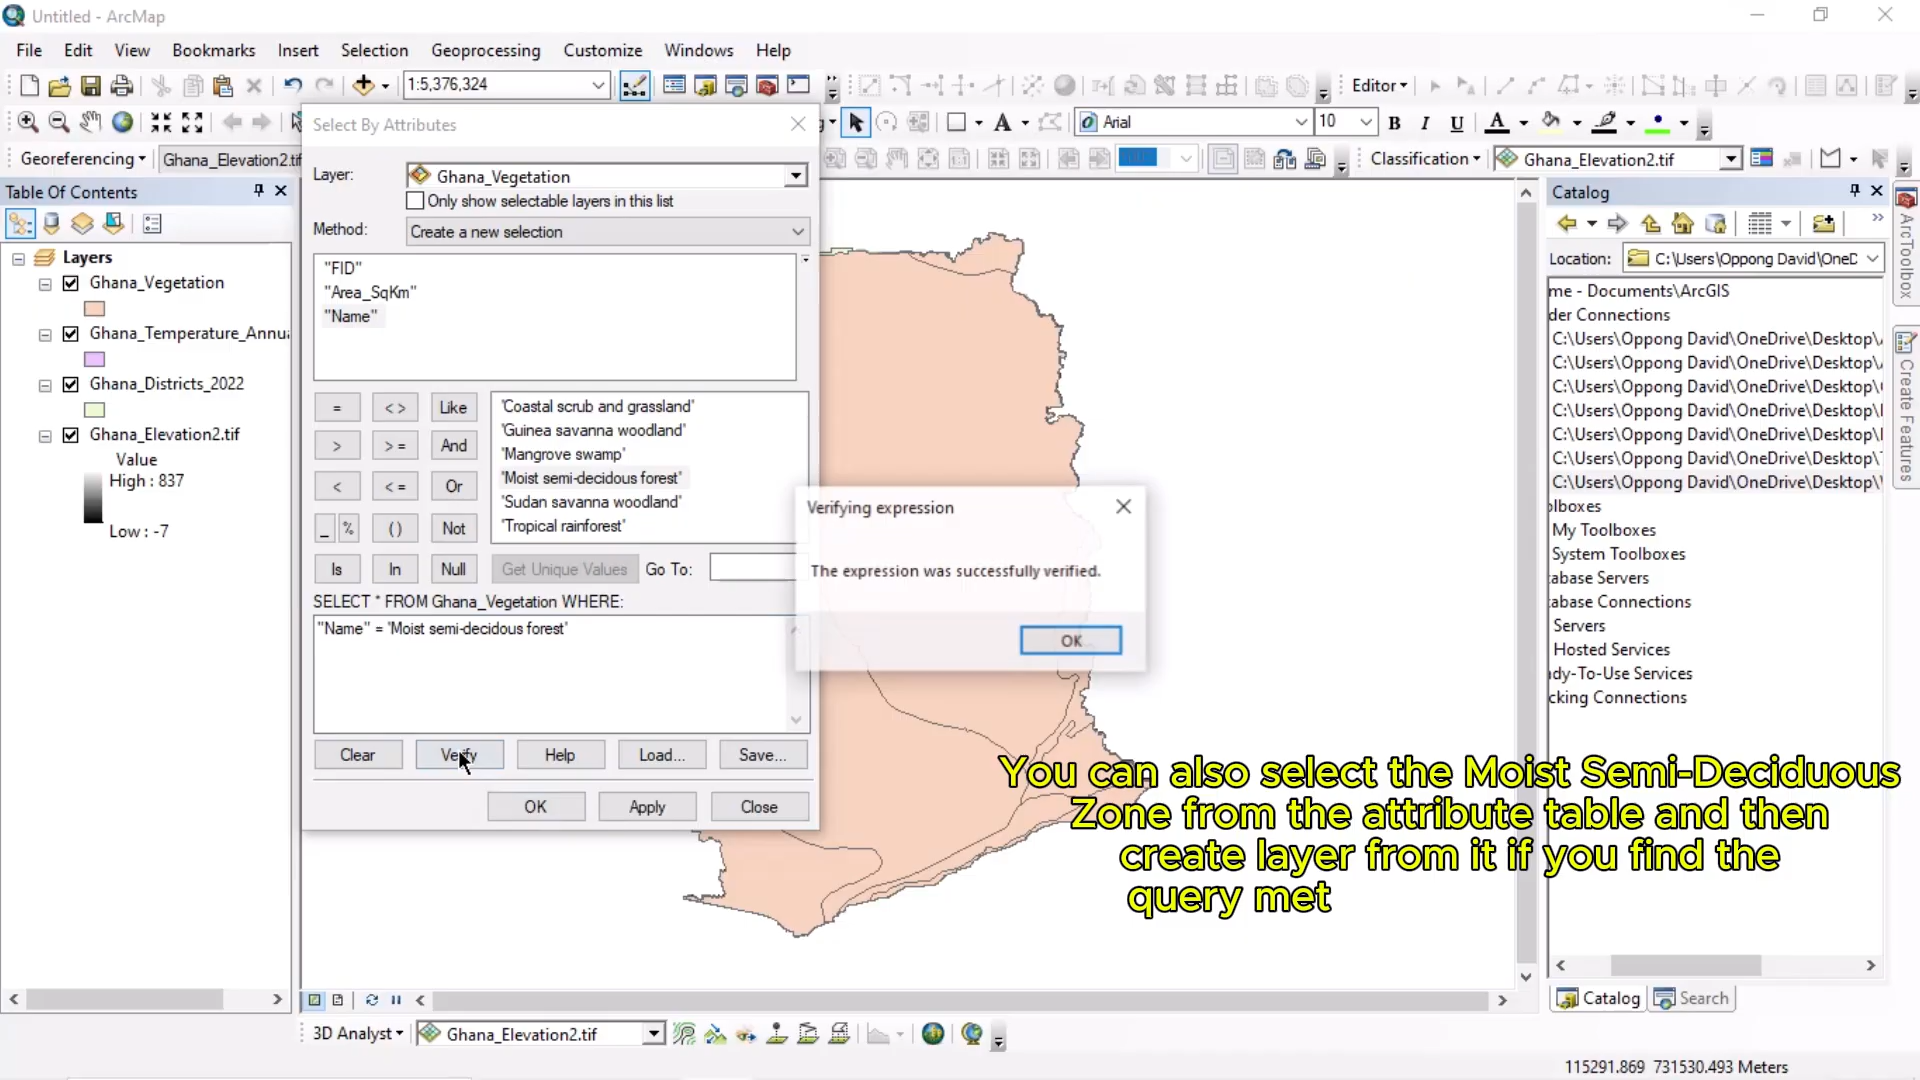 Untitled - ArcMap
File Edit View Bookmarks Insert Selection Geoprocessing Customize Windows Help
1:5,376,324
Editor
Arial
10
B I U A
Georeferencing
Ghana_Elevation2.tif
Classification
Ghana_Elevation2.tif
Table Of Contents
Layers
Ghana_Vegetation
Ghana_Temperature_Annu
Ghana_Districts_2022
Ghana_Elevation2.tif
Value
High : 837
Low : -7
Select By Attributes
Layer:
Ghana_Vegetation
Only show selectable layers in this list
Method:
Create a new selection
"FID"
"Area_SqKm"
"Name"
= <> Like
> >= And
< <= Or
_ % () Not
Is In Null
'Coastal scrub and grassland'
'Guinea savanna woodland'
'Mangrove swamp'
'Moist semi-decidous forest'
'Sudan savanna woodland'
'Tropical rainforest'
Get Unique Values
Go To:
SELECT * FROM Ghana_Vegetation WHERE:
"Name" = 'Moist semi-decidous forest'
Clear Verify Help Load... Save...
OK Apply Close
Verifying expression
The expression was successfully verified.
OK
You can also select the Moist Semi-Deciduous
Zone from the attribute table and then
create layer from it if you find the
query met
Catalog
Location:
C:\Users\Oppong David\OneD
me - Documents\ArcGIS
der Connections
C:\Users\Oppong David\OneDrive\Desktop\
C:\Users\Oppong David\OneDrive\Desktop\
C:\Users\Oppong David\OneDrive\Desktop\
C:\Users\Oppong David\OneDrive\Desktop\
C:\Users\Oppong David\OneDrive\Desktop\
C:\Users\Oppong David\OneDrive\Desktop\
C:\Users\Oppong David\OneDrive\Desktop\
olboxes
My Toolboxes
System Toolboxes
abase Servers
abase Connections
Servers
Hosted Services
dy-To-Use Services
cking Connections
Catalog
Search
ArcToolbox
Create Features
3D Analyst
Ghana_Elevation2.tif
115291.869 731530.493 Meters